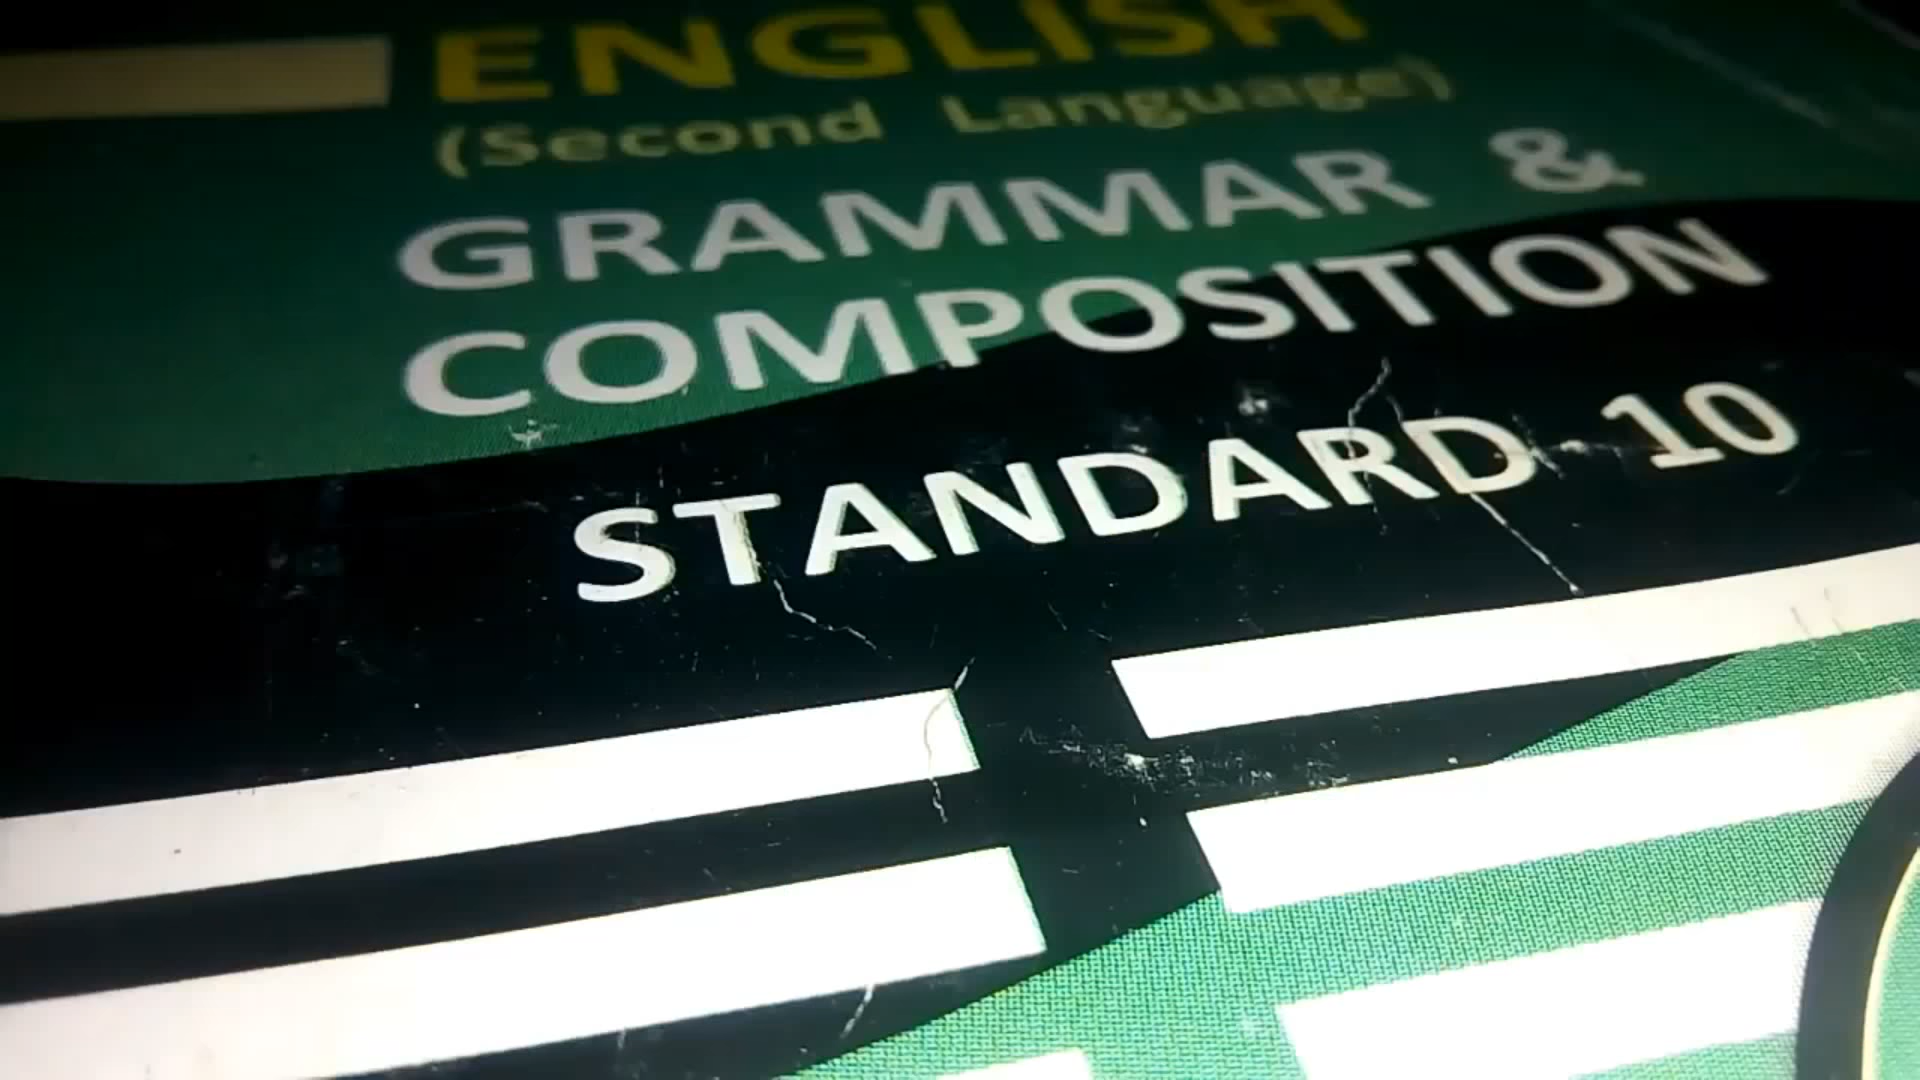 ENGLISH
(Second Language)
GRAMMAR &
COMPOSITION
STANDARD 10